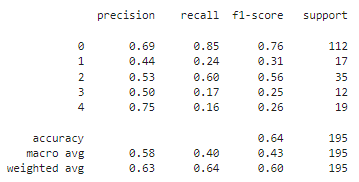 precision recall f1-score support
0 0.69 0.85 0.76 112
1 0.44 0.24 0.31 17
2 0.53 0.60 0.56 35
3 0.50 0.17 0.25 12
4 0.75 0.16 0.26 19
accuracy 0.64 195
macro avg 0.58 0.40 0.43 195
weighted avg 0.63 0.64 0.60 195